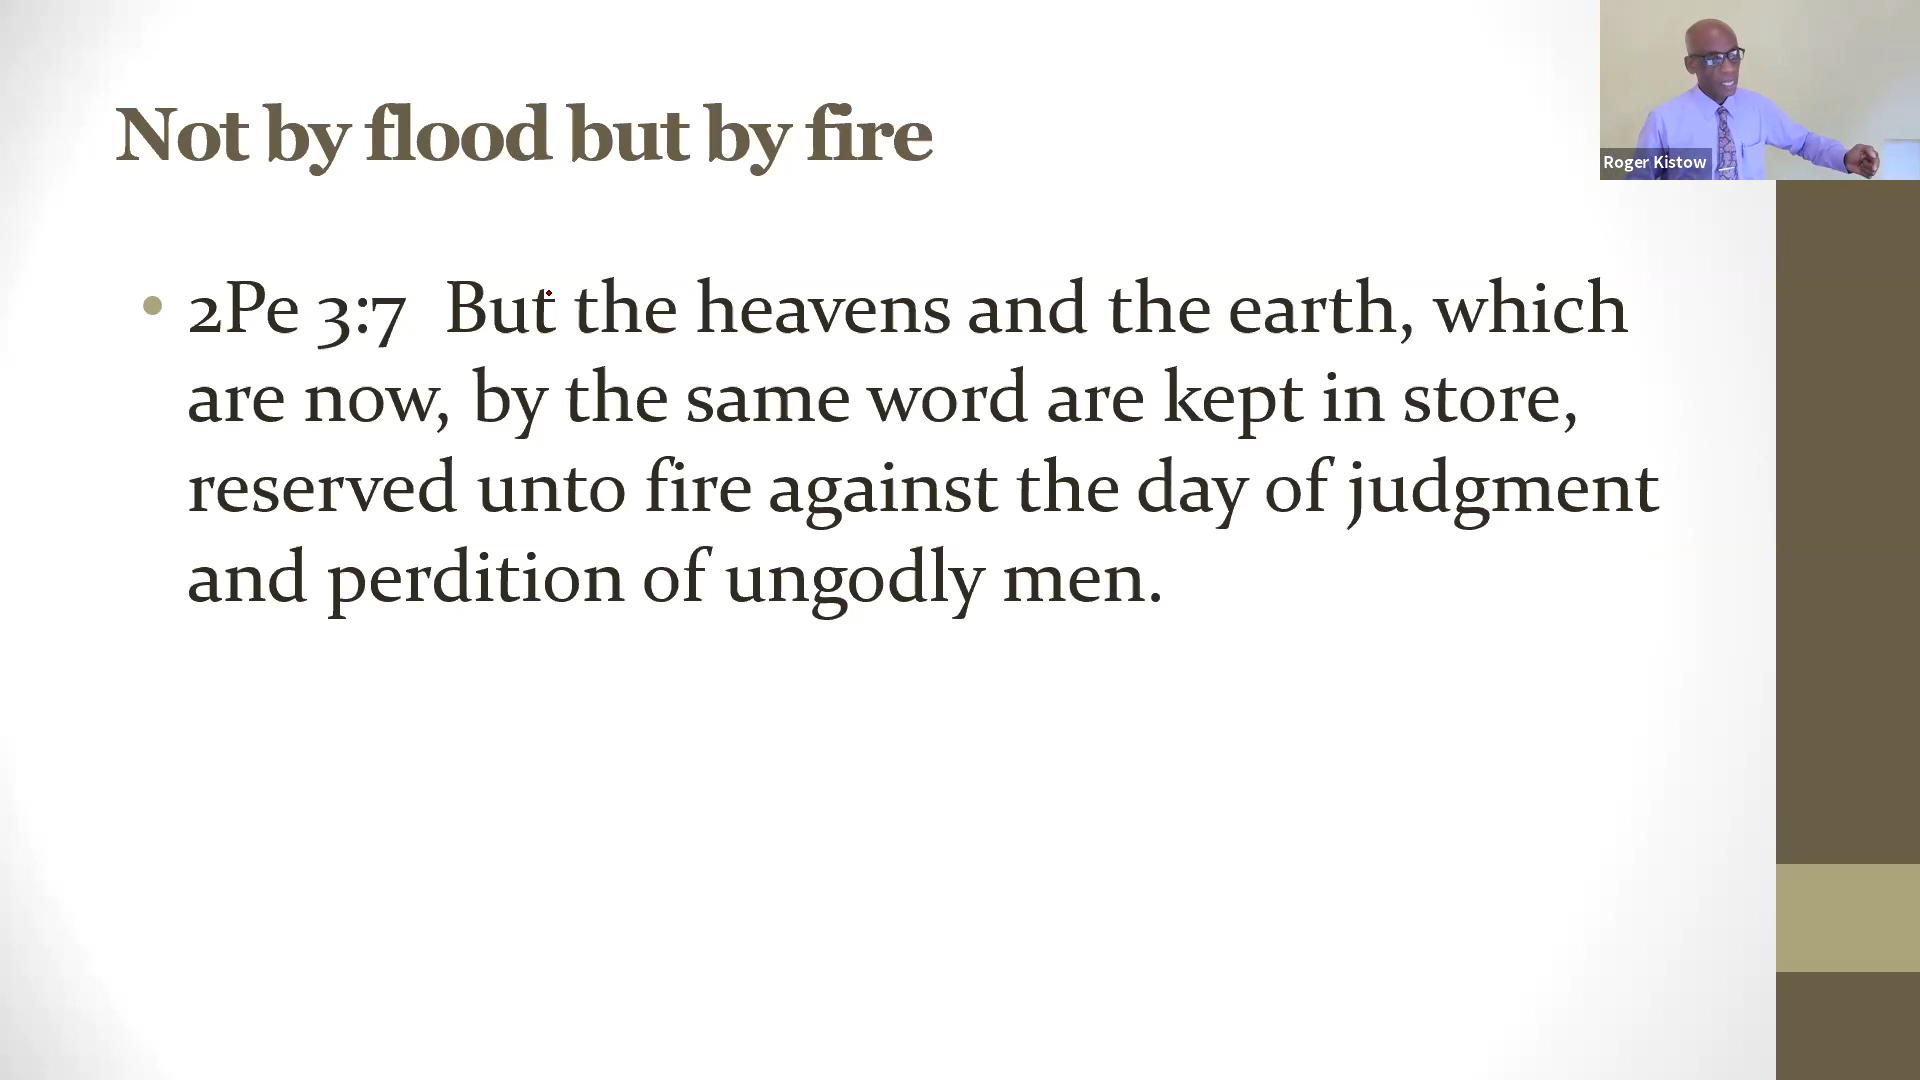 Not by flood but by fire
Roger Kistow
• 2Pe 3:7  But the heavens and the earth, which
are now, by the same word are kept in store,
reserved unto fire against the day of judgment
and perdition of ungodly men.